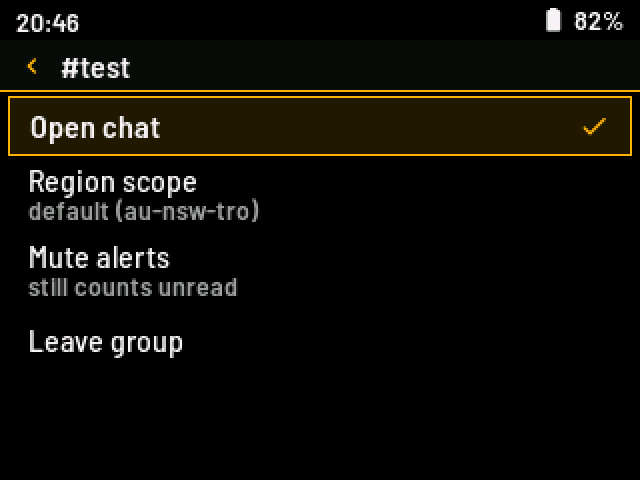 20:46
82%
#test
Open chat
Region scope
default (au-nsw-tro)
Mute alerts
still counts unread
Leave group